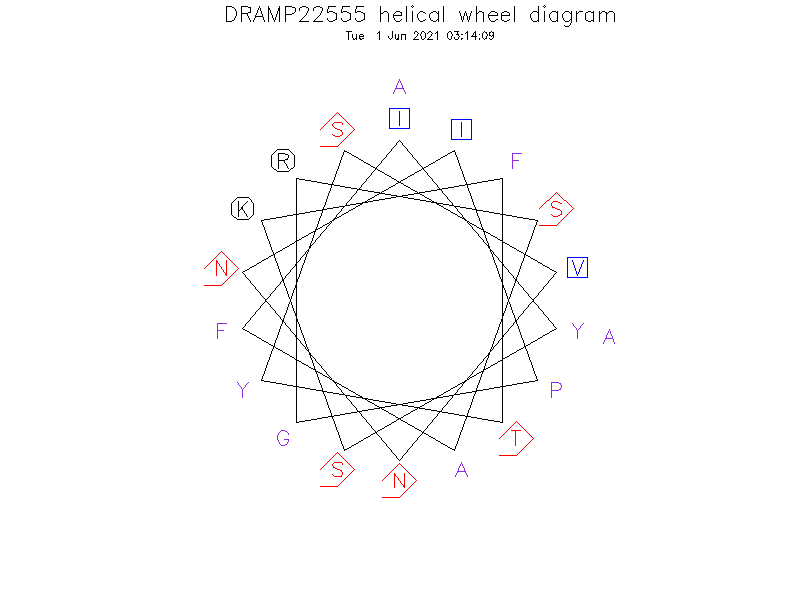 DRAMP22555 helical wheel diagram
Tue 1 Jun 2021 03:14:09
A
S I I
R F
K S
N V
F Y A
Y P
G T
S N A